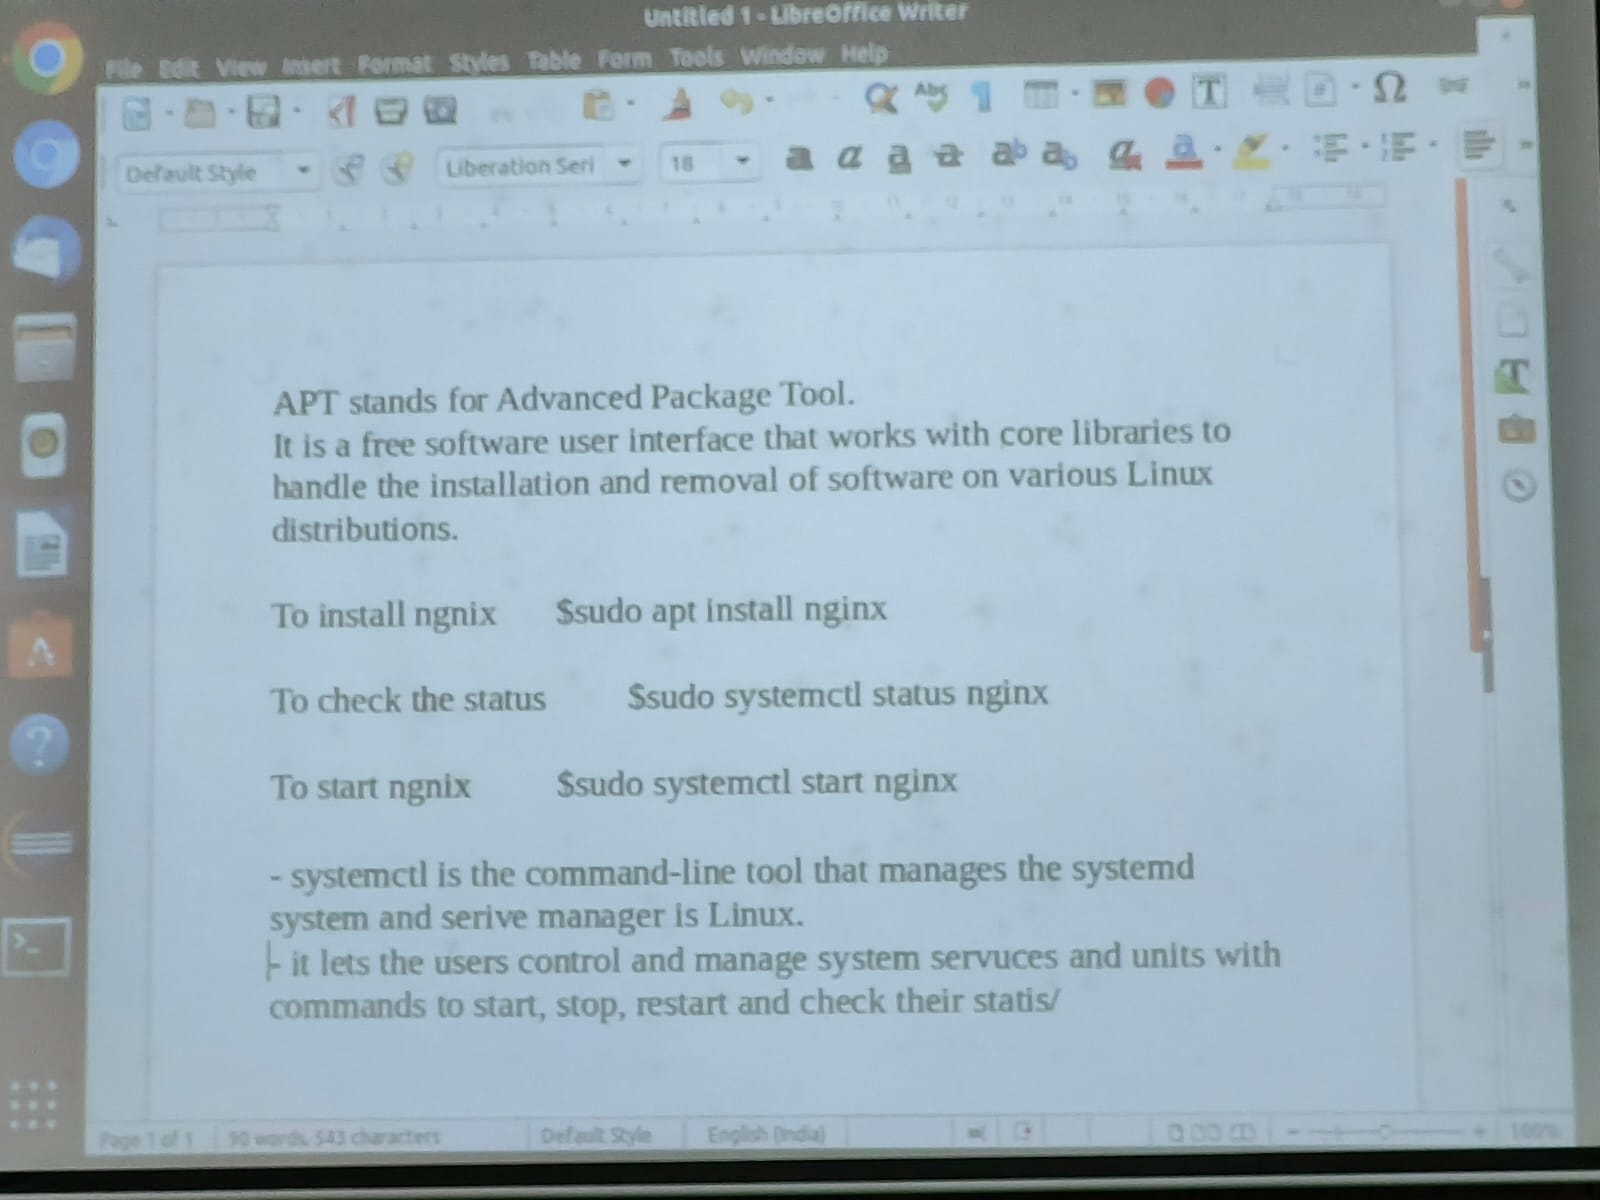 Untitled 1 - LibreOffice Writer
File Edit View Insert Format Styles Table Form Tools Window Help
Default Style Liberation Seri 18
APT stands for Advanced Package Tool.
It is a free software user interface that works with core libraries to
handle the installation and removal of software on various Linux
distributions.
To install ngnix $sudo apt install nginx
To check the status $sudo systemctl status nginx
To start ngnix $sudo systemctl start nginx
- systemctl is the command-line tool that manages the systemd
system and serive manager is Linux.
- it lets the users control and manage system servuces and units with
commands to start, stop, restart and check their statis/
Page 1 of 1 90 words, 543 characters Default Style English (India) 100%